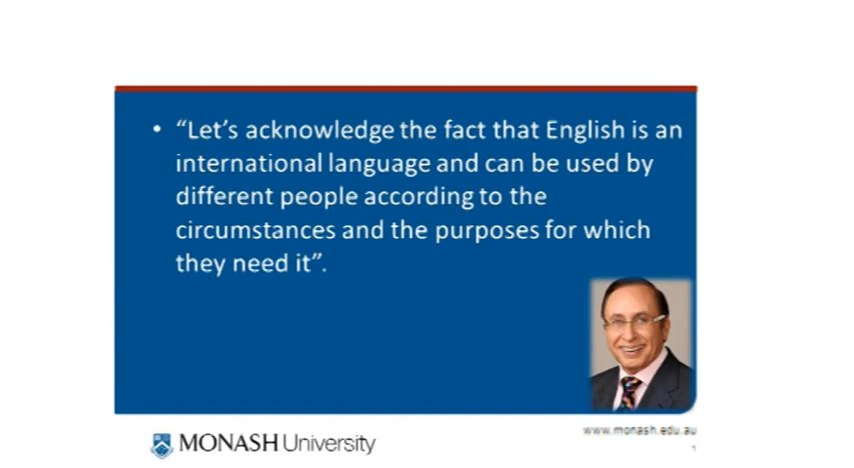 • “Let’s acknowledge the fact that English is an
international language and can be used by
different people according to the
circumstances and the purposes for which
they need it”.
www.monash.edu.au
MONASH University
1